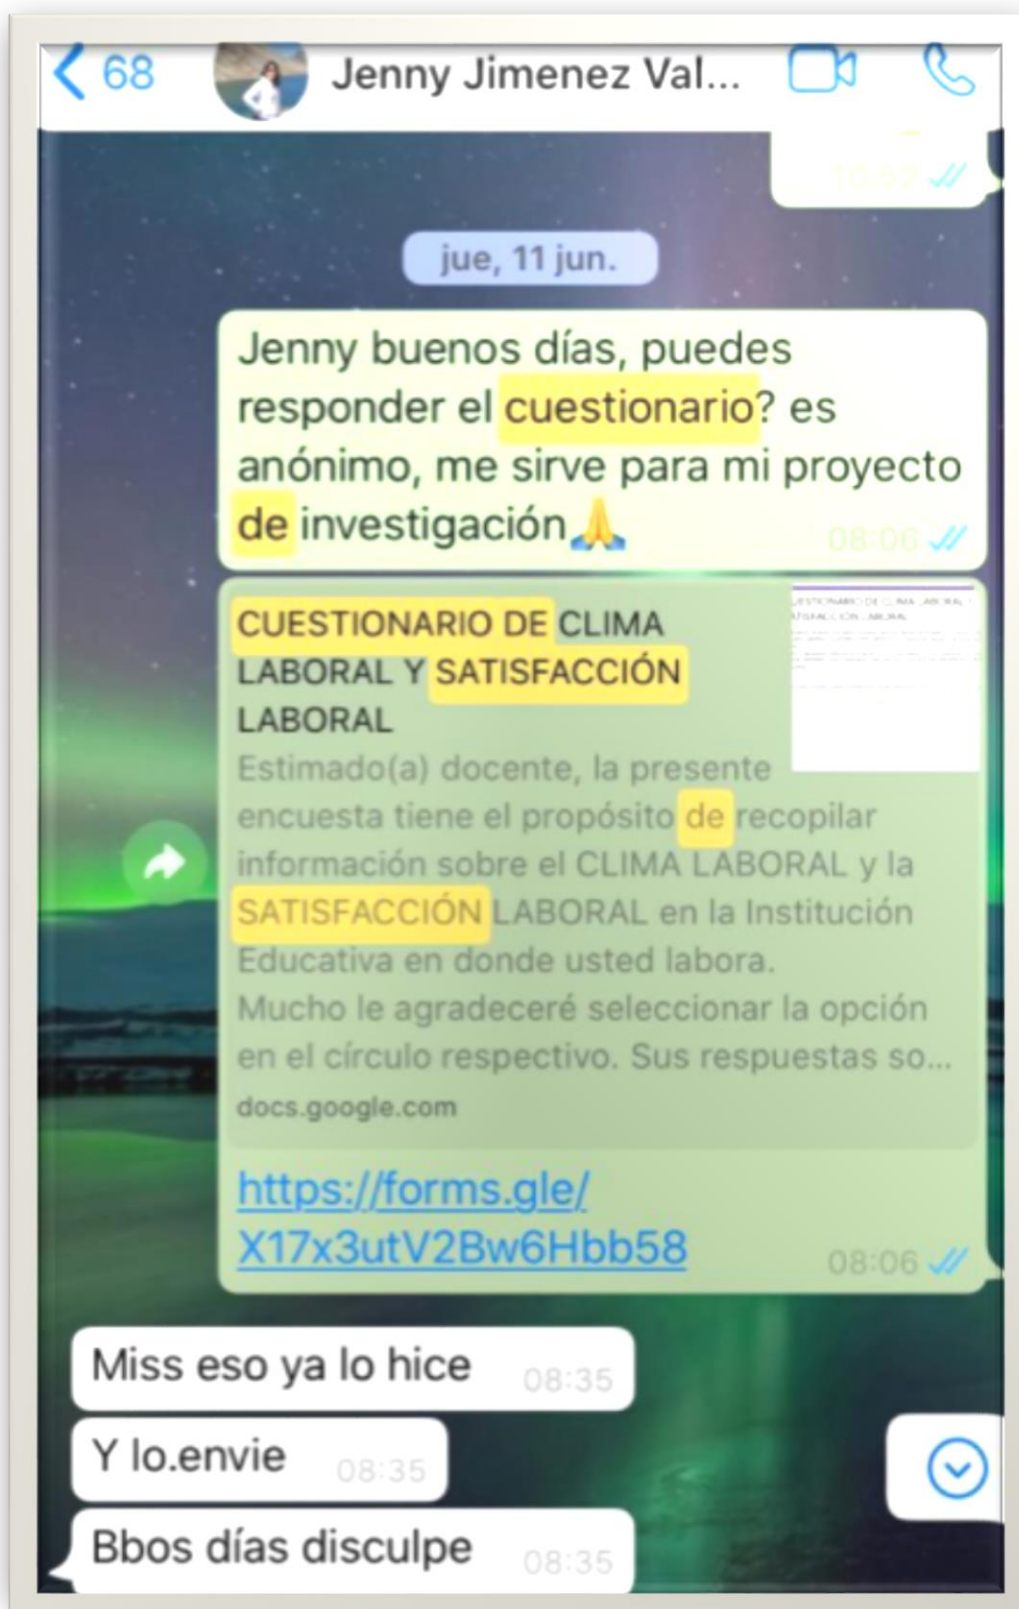 68
Jenny Jimenez Val...
10:52
jue, 11 jun.
Jenny buenos días, puedes
responder el cuestionario? es
anónimo, me sirve para mi proyecto
de investigación🙏
08:06
CUESTIONARIO DE CLIMA
LABORAL Y SATISFACCIÓN
LABORAL
Estimado(a) docente, la presente
encuesta tiene el propósito de recopilar
información sobre el CLIMA LABORAL y la
SATISFACCIÓN LABORAL en la Institución
Educativa en donde usted labora.
Mucho le agradeceré seleccionar la opción
en el círculo respectivo. Sus respuestas so...
docs.google.com
https://forms.gle/
X17x3utV2Bw6Hbb58
08:06
Miss eso ya lo hice
08:35
Y lo.envie
08:35
Bbos días disculpe
08:35